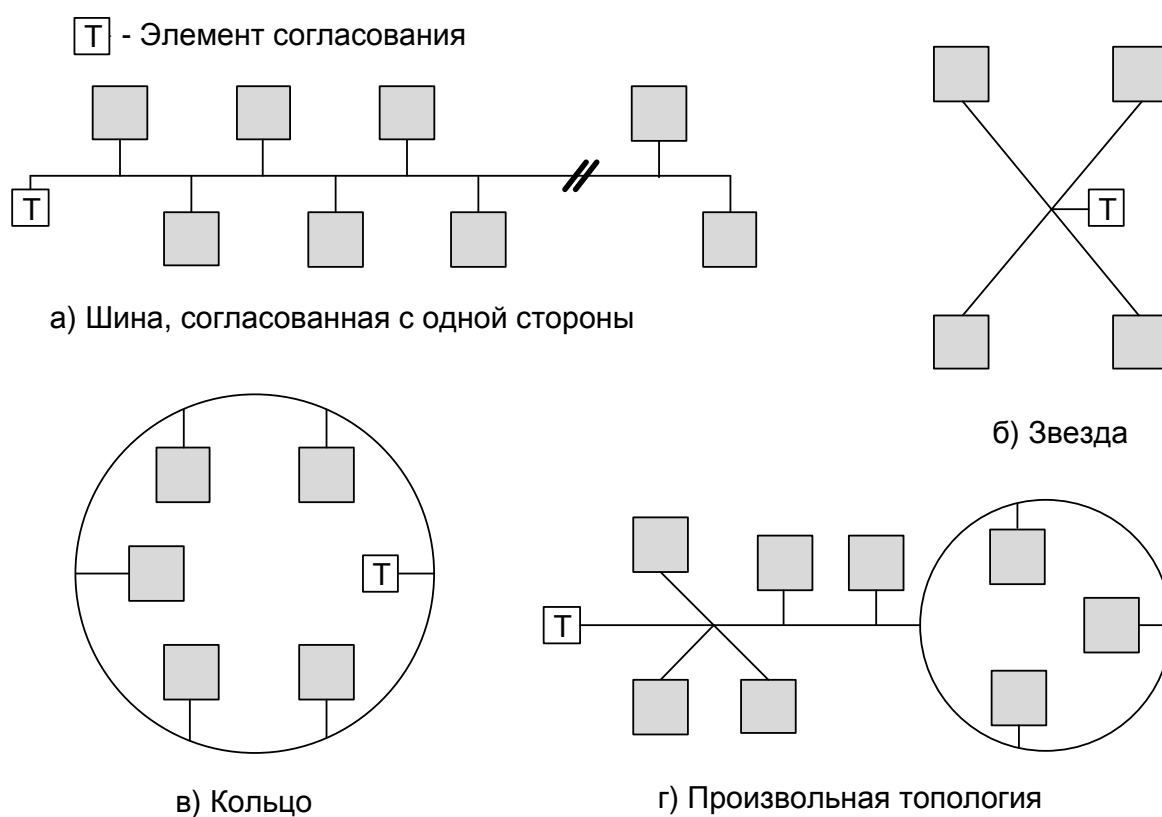 T - Элемент согласования
T
T
а) Шина, согласованная с одной стороны
б) Звезда
T
T
в) Кольцо
г) Произвольная топология